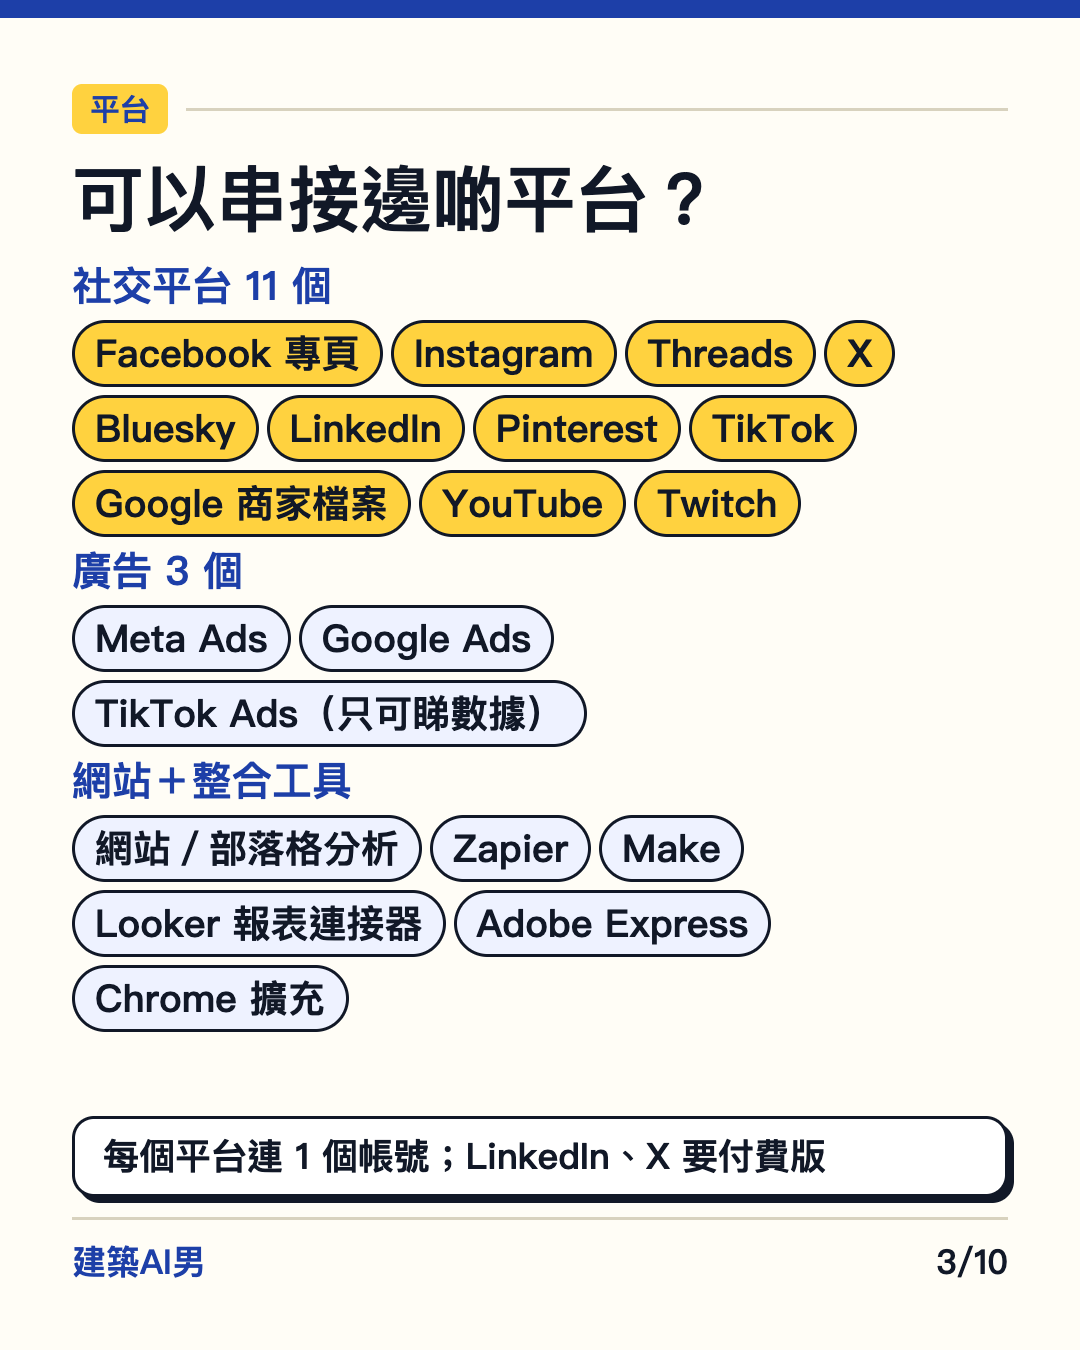 平台
可以串接邊啲平台？
社交平台 11 個
Facebook 專頁 Instagram Threads X
Bluesky LinkedIn Pinterest TikTok
Google 商家檔案 YouTube Twitch
廣告 3 個
Meta Ads Google Ads
TikTok Ads（只可睇數據）
網站＋整合工具
網站 / 部落格分析 Zapier Make
Looker 報表連接器 Adobe Express
Chrome 擴充
每個平台連 1 個帳號；LinkedIn、X 要付費版
建築AI男
3/10